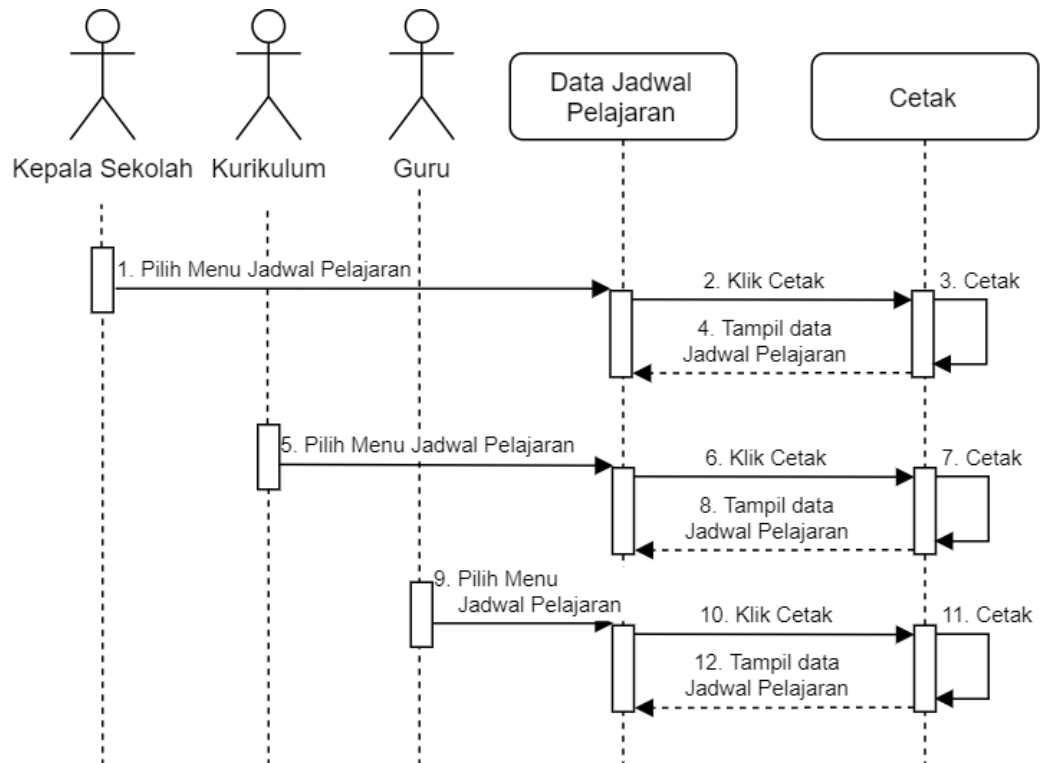 Data Jadwal
Pelajaran
Cetak
Kepala Sekolah
Kurikulum
Guru
1. Pilih Menu Jadwal Pelajaran
2. Klik Cetak
3. Cetak
4. Tampil data
Jadwal Pelajaran
5. Pilih Menu Jadwal Pelajaran
6. Klik Cetak
7. Cetak
8. Tampil data
Jadwal Pelajaran
9. Pilih Menu
Jadwal Pelajaran
10. Klik Cetak
11. Cetak
12. Tampil data
Jadwal Pelajaran